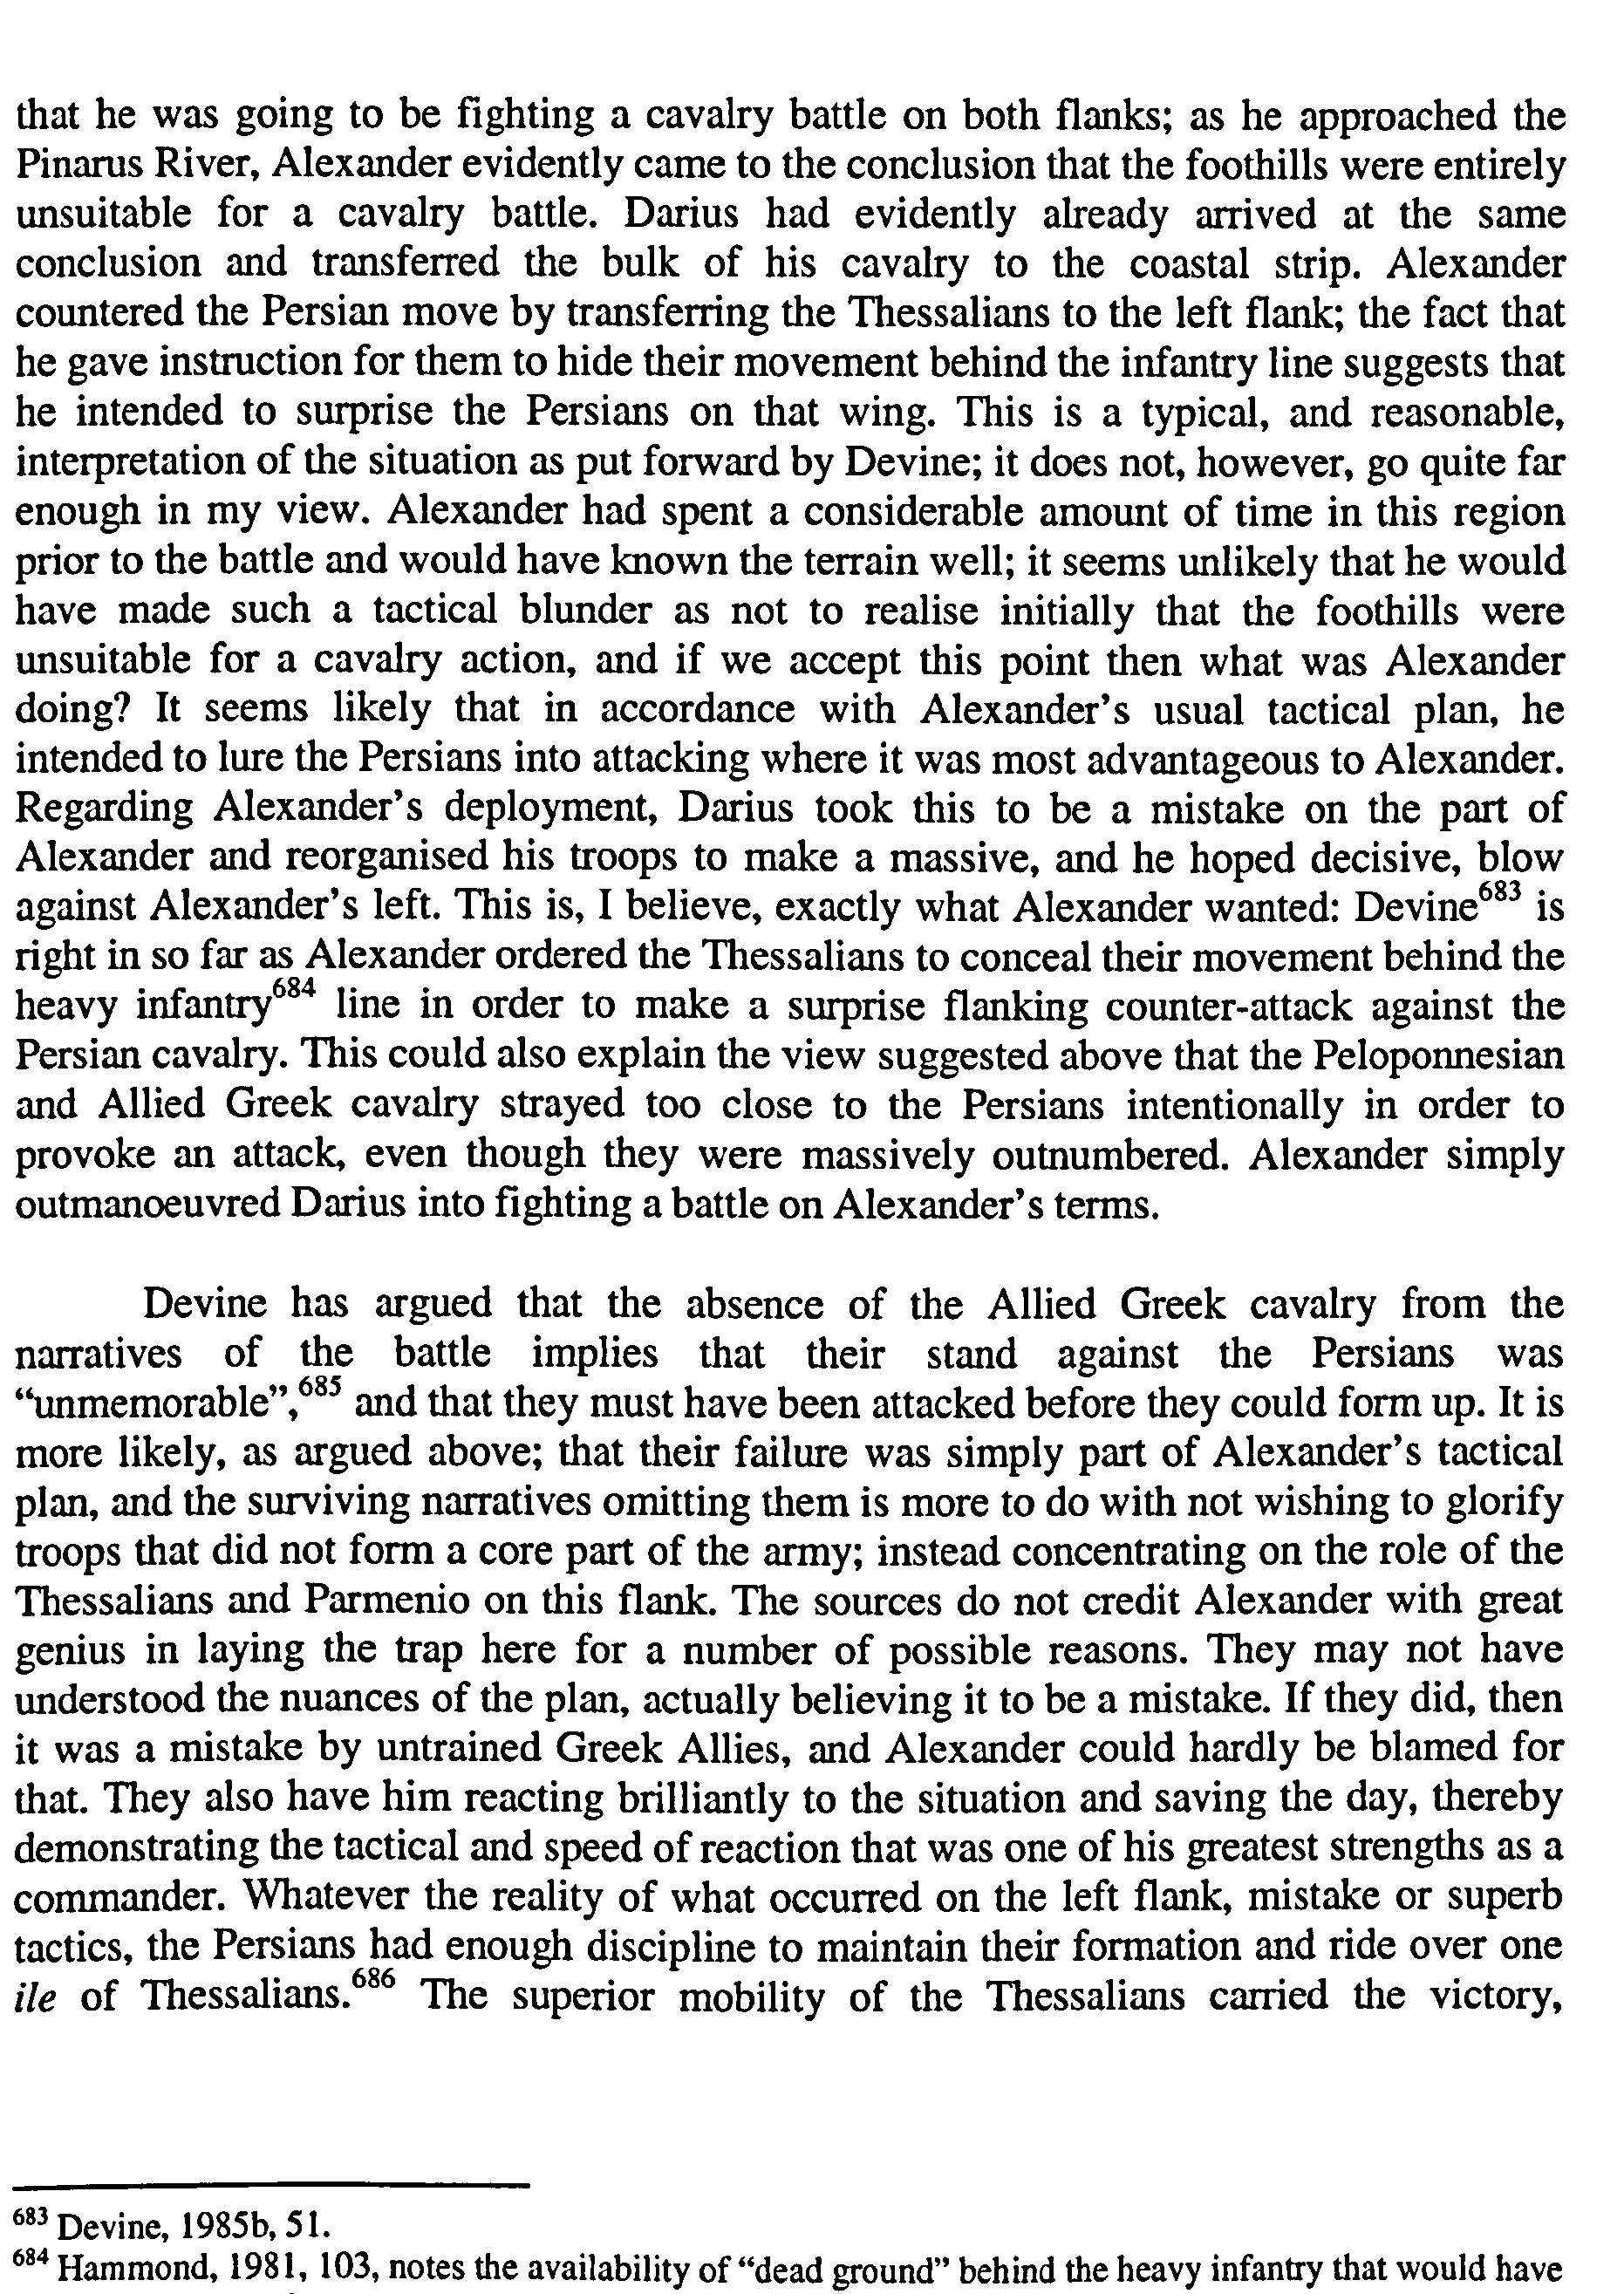 that he was going to be fighting a cavalry battle on both flanks; as he approached the
Pinarus River, Alexander evidently came to the conclusion that the foothills were entirely
unsuitable for a cavalry battle. Darius had evidently already arrived at the same
conclusion and transferred the bulk of his cavalry to the coastal strip. Alexander
countered the Persian move by transferring the Thessalians to the left flank; the fact that
he gave instruction for them to hide their movement behind the infantry line suggests that
he intended to surprise the Persians on that wing. This is a typical, and reasonable,
interpretation of the situation as put forward by Devine; it does not, however, go quite far
enough in my view. Alexander had spent a considerable amount of time in this region
prior to the battle and would have known the terrain well; it seems unlikely that he would
have made such a tactical blunder as not to realise initially that the foothills were
unsuitable for a cavalry action, and if we accept this point then what was Alexander
doing? It seems likely that in accordance with Alexander's usual tactical plan, he
intended to lure the Persians into attacking where it was most advantageous to Alexander.
Regarding Alexander's deployment, Darius took this to be a mistake on the part of
Alexander and reorganised his troops to make a massive, and he hoped decisive, blow
against Alexander's left. This is, I believe, exactly what Alexander wanted: Devine683 is
right in so far as Alexander ordered the Thessalians to conceal their movement behind the
heavy infantry684 line in order to make a surprise flanking counter-attack against the
Persian cavalry. This could also explain the view suggested above that the Peloponnesian
and Allied Greek cavalry strayed too close to the Persians intentionally in order to
provoke an attack, even though they were massively outnumbered. Alexander simply
outmanoeuvred Darius into fighting a battle on Alexander's terms.
Devine has argued that the absence of the Allied Greek cavalry from the
narratives of the battle implies that their stand against the Persians was
“unmemorable”,685 and that they must have been attacked before they could form up. It is
more likely, as argued above; that their failure was simply part of Alexander's tactical
plan, and the surviving narratives omitting them is more to do with not wishing to glorify
troops that did not form a core part of the army; instead concentrating on the role of the
Thessalians and Parmenio on this flank. The sources do not credit Alexander with great
genius in laying the trap here for a number of possible reasons. They may not have
understood the nuances of the plan, actually believing it to be a mistake. If they did, then
it was a mistake by untrained Greek Allies, and Alexander could hardly be blamed for
that. They also have him reacting brilliantly to the situation and saving the day, thereby
demonstrating the tactical and speed of reaction that was one of his greatest strengths as a
commander. Whatever the reality of what occurred on the left flank, mistake or superb
tactics, the Persians had enough discipline to maintain their formation and ride over one
ile of Thessalians.686 The superior mobility of the Thessalians carried the victory,
683 Devine, 1985b, 51.
684 Hammond, 1981, 103, notes the availability of “dead ground” behind the heavy infantry that would have